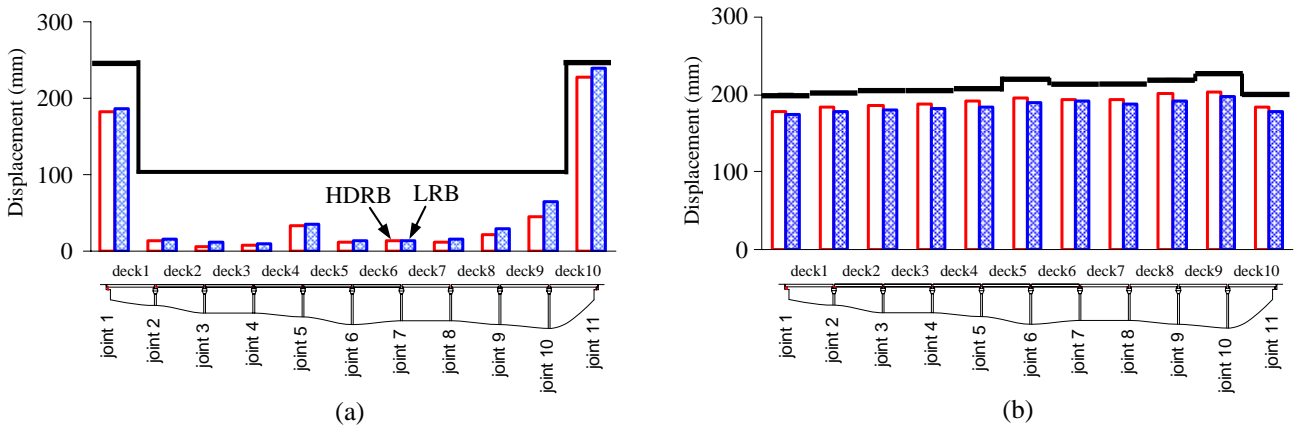 300
200
100
0
Displacement (mm)
HDRB
LRB
deck1 deck2 deck3 deck4 deck5 deck6 deck7 deck8 deck9 deck10
joint 1
joint 2
joint 3
joint 4
joint 5
joint 6
joint 7
joint 8
joint 9
joint 10
joint 11
(a)
300
200
100
0
Displacement (mm)
deck1 deck2 deck3 deck4 deck5 deck6 deck7 deck8 deck9 deck10
joint 1
joint 2
joint 3
joint 4
joint 5
joint 6
joint 7
joint 8
joint 9
joint 10
joint 11
(b)